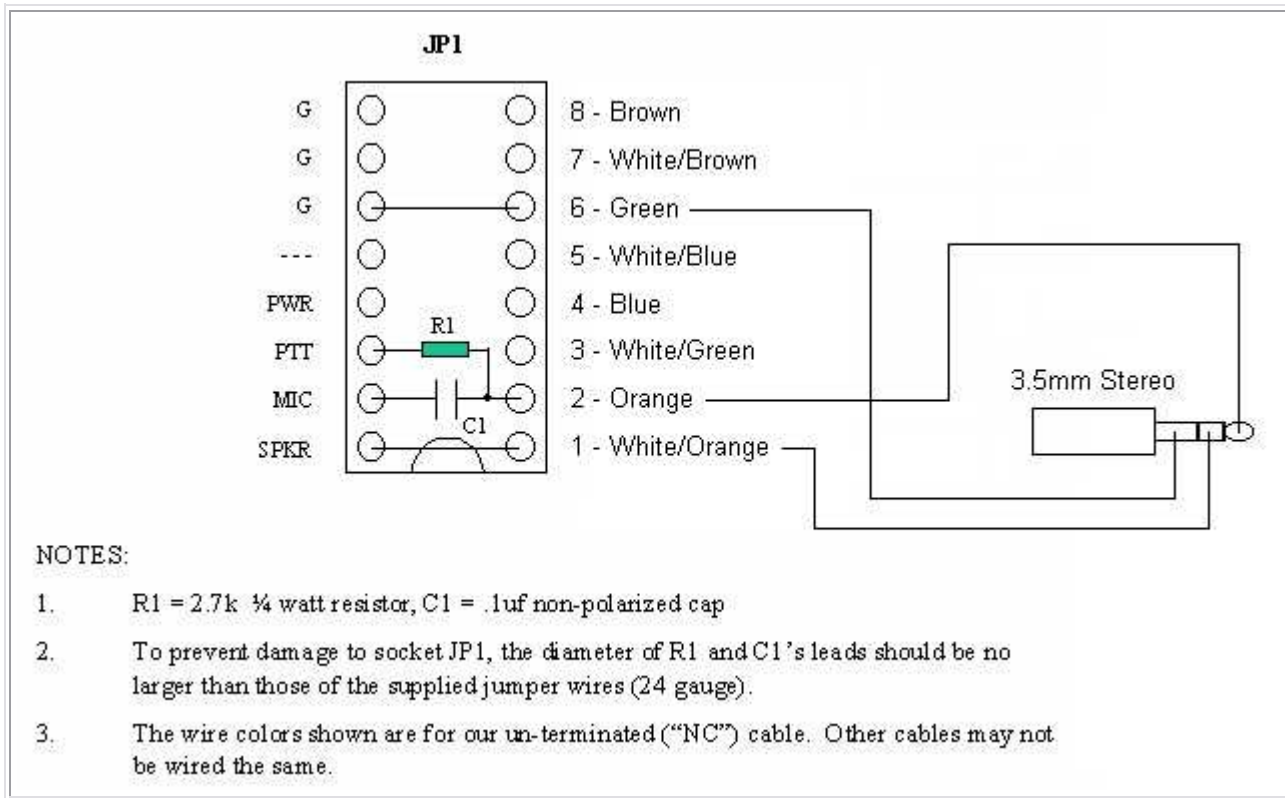 JP1
G 8 - Brown
G 7 - White/Brown
G 6 - Green
--- 5 - White/Blue
PWR 4 - Blue
R1
PTT 3 - White/Green
3.5mm Stereo
MIC 2 - Orange
C1
SPKR 1 - White/Orange
NOTES:
1. R1 = 2.7k ¼ watt resistor, C1 = .1uf non-polarized cap
2. To prevent damage to socket JP1, the diameter of R1 and C1’s leads should be no
larger than those of the supplied jumper wires (24 gauge).
3. The wire colors shown are for our un-terminated (“NC”) cable. Other cables may not
be wired the same.